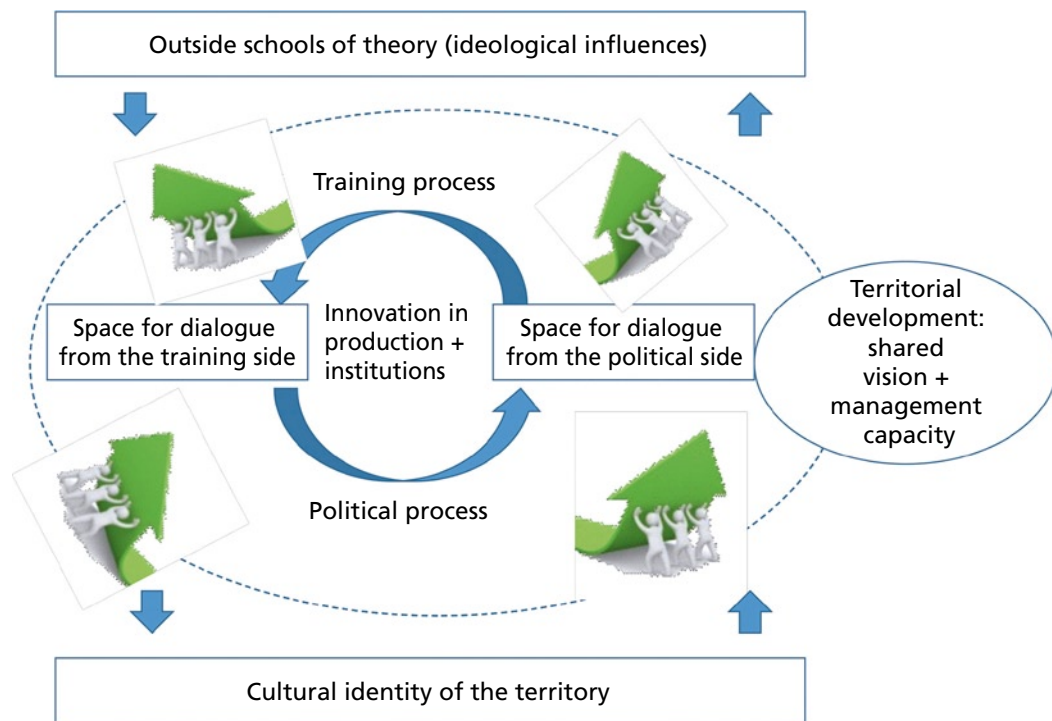 Outside schools of theory (ideological influences)
Training process
Space for dialogue
from the training side
Innovation in
production +
institutions
Space for dialogue
from the political side
Territorial
development:
shared
vision +
management
capacity
Political process
Cultural identity of the territory